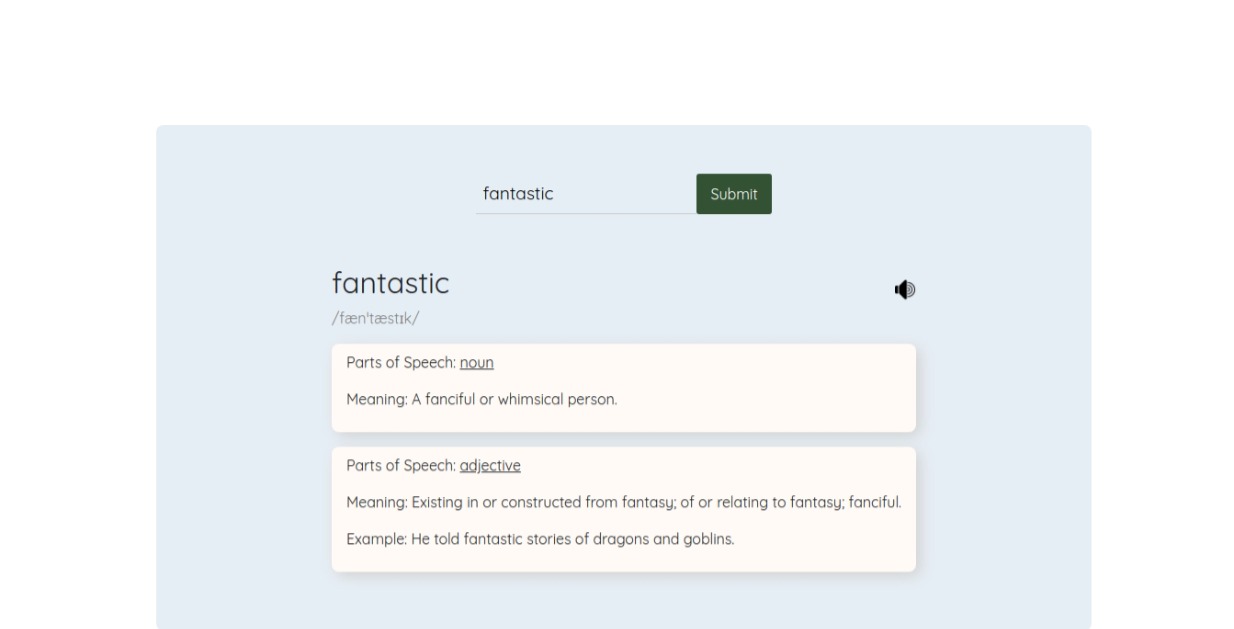 fantastic
Submit
fantastic
/fæn'tæstɪk/
Parts of Speech: noun
Meaning: A fanciful or whimsical person.
Parts of Speech: adjective
Meaning: Existing in or constructed from fantasy; of or relating to fantasy; fanciful.
Example: He told fantastic stories of dragons and goblins.